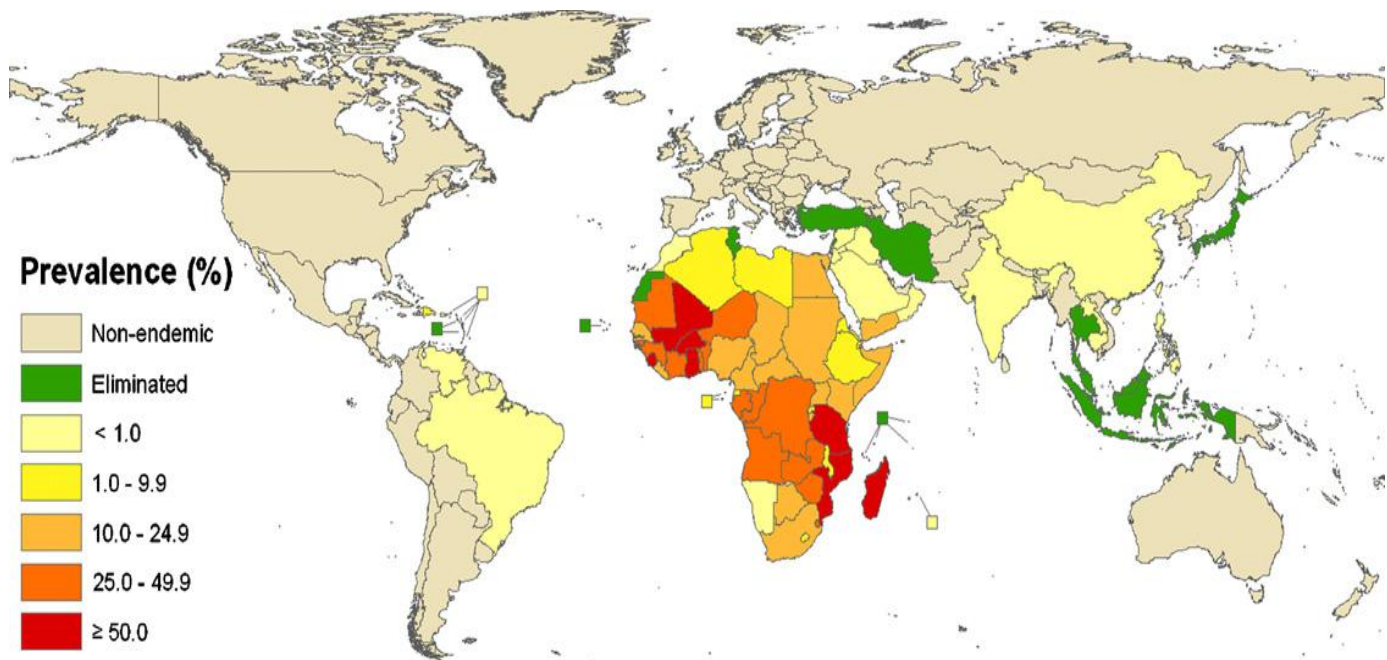 Prevalence (%)
Non-endemic
Eliminated
< 1.0
1.0 - 9.9
10.0 - 24.9
25.0 - 49.9
≥ 50.0